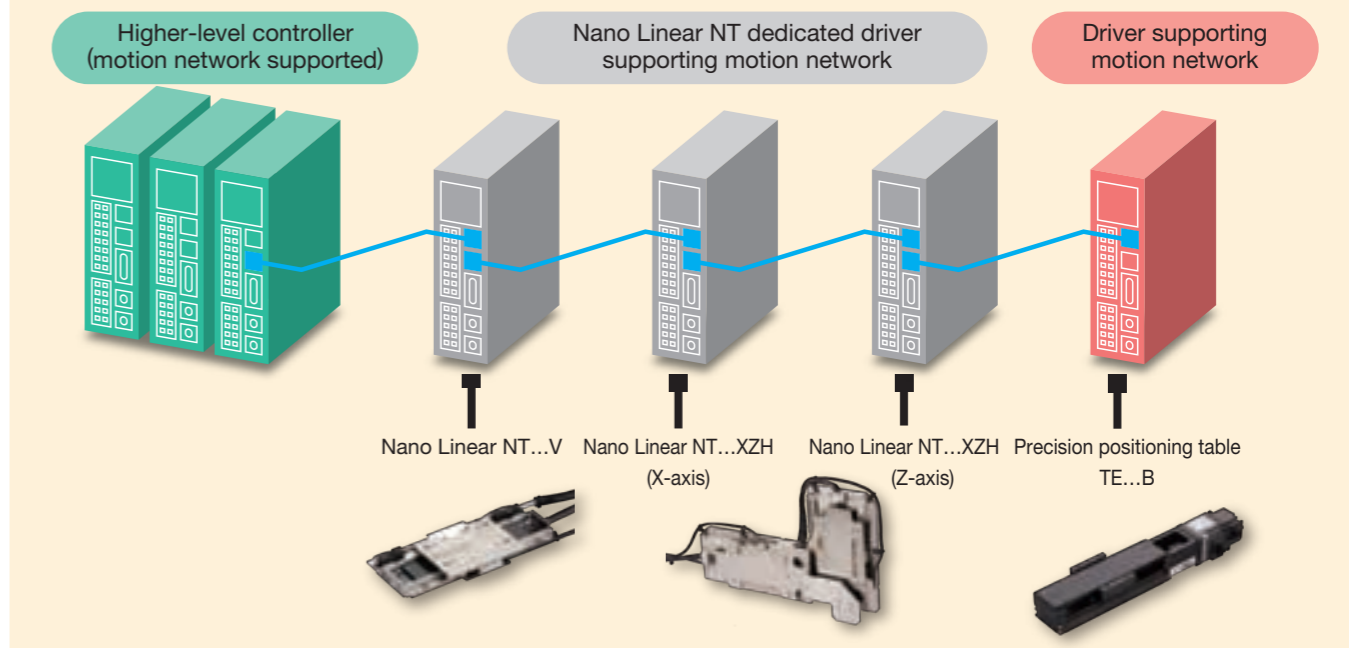 Higher-level controller
(motion network supported)
Nano Linear NT dedicated driver
supporting motion network
Driver supporting
motion network
Nano Linear NT…V
Nano Linear NT…XZH
(X-axis)
Nano Linear NT…XZH
(Z-axis)
Precision positioning table
TE…B